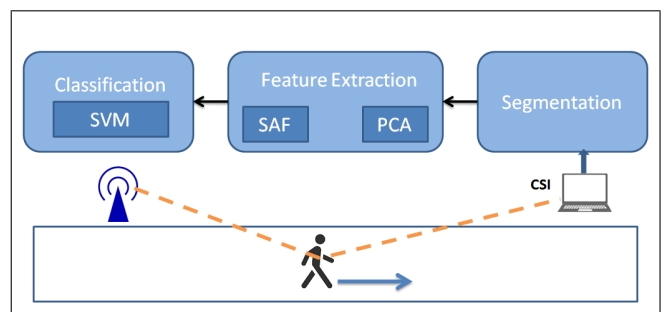 Classification
SVM
Feature Extraction
SAF
PCA
Segmentation
CSI